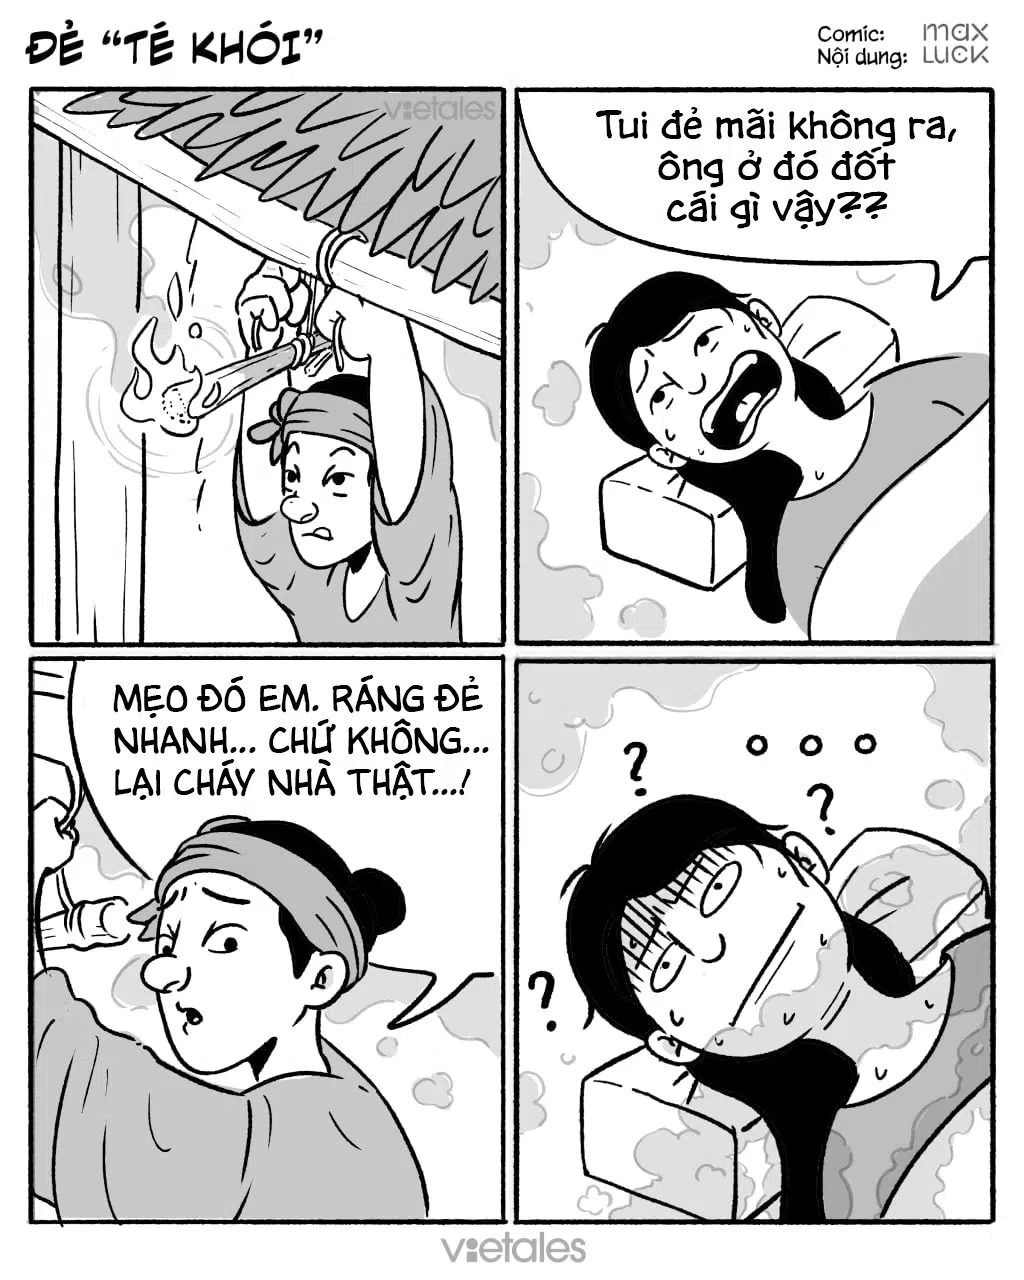 ĐẺ “TÉ KHÓI”
Comic: max
Nội dung: LUCK
vietales
Tui đẻ mãi không ra,
ông ở đó đốt
cái gì vậy??
MẸO ĐÓ EM. RÁNG ĐẺ
NHANH... CHỨ KHÔNG...
LẠI CHÁY NHÀ THẬT...!
?
?
?
vietales